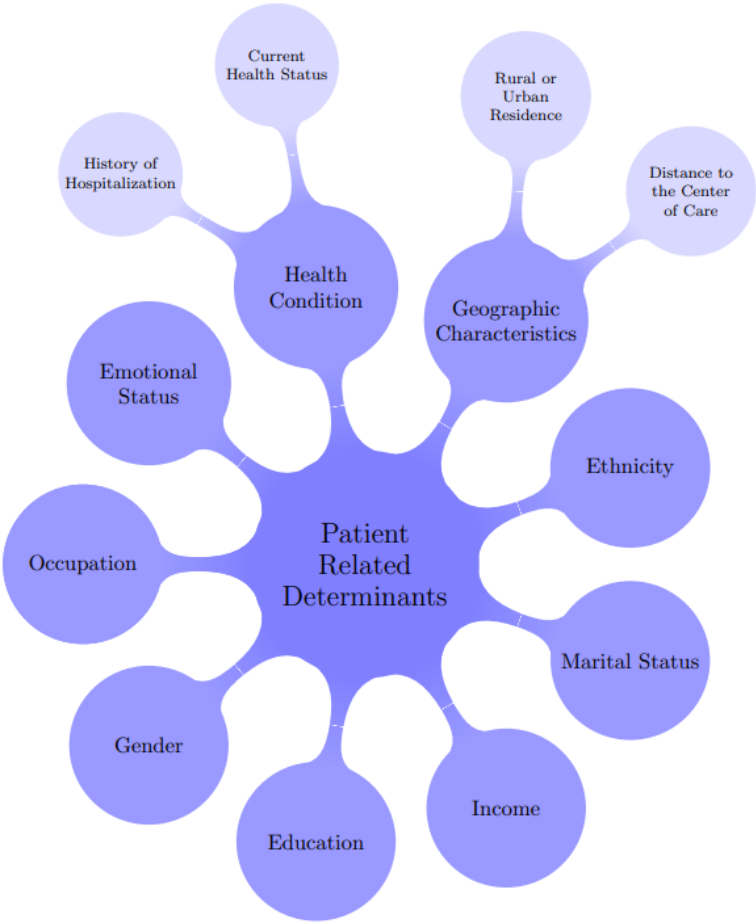 Current
Health Status
Rural or
Urban
Residence
History of
Hospitalization
Distance to
the Center
of Care
Health
Condition
Geographic
Characteristics
Emotional
Status
Ethnicity
Occupation
Patient
Related
Determinants
Marital Status
Gender
Income
Education